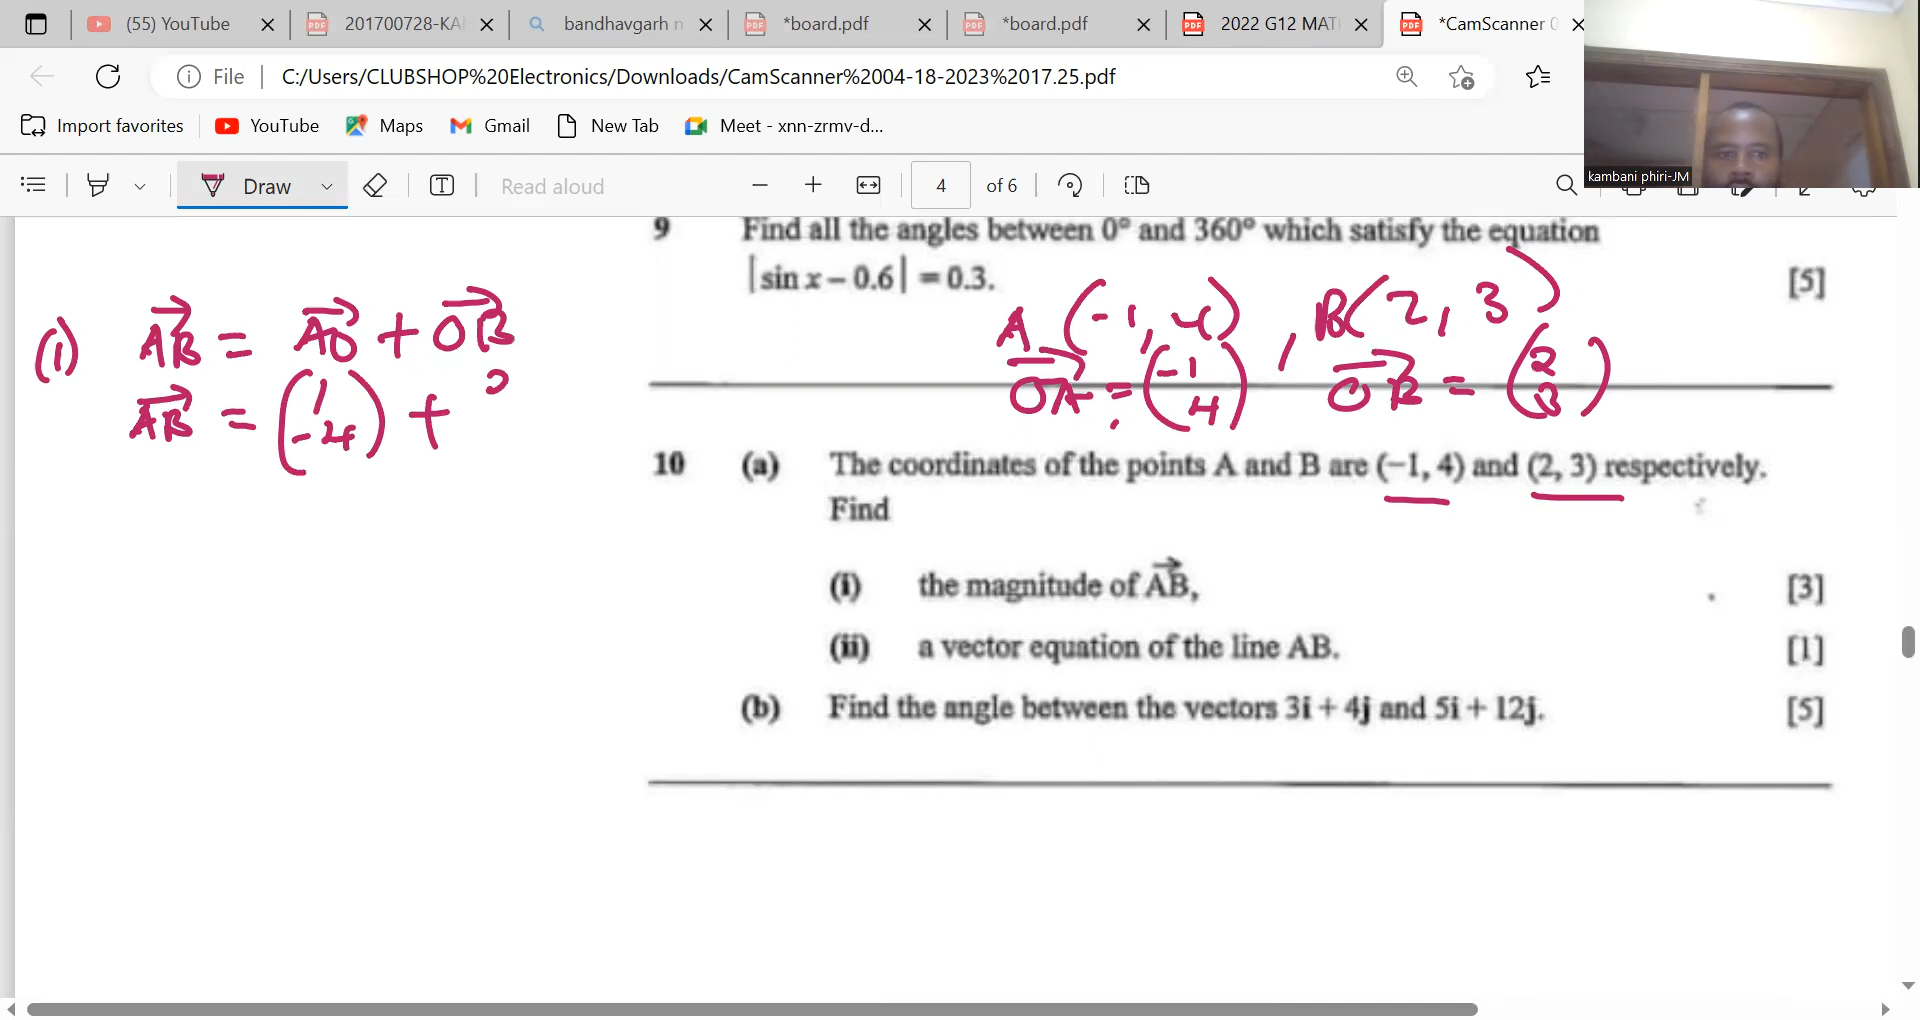 (55) YouTube
201700728-KA
bandhavgarh n
*board.pdf
*board.pdf
2022 G12 MAT
*CamScanner 0
File
C:/Users/CLUBSHOP%20Electronics/Downloads/CamScanner%2004-18-2023%2017.25.pdf
Import favorites
YouTube
Maps
Gmail
New Tab
Meet - xnn-zrmv-d...
kambani phiri-JM
Draw
Read aloud
4
of 6
9 Find all the angles between 0° and 360° which satisfy the equation
|sin x – 0.6| = 0.3. [5]
A (-1, 4), B(2, 3)
OA = (-1 4) OB = (2 3)
(1) AB = AO + OB
AB = (1 -4) +
10 (a) The coordinates of the points A and B are (−1, 4) and (2, 3) respectively.
Find
(i) the magnitude of AB, [3]
(ii) a vector equation of the line AB. [1]
(b) Find the angle between the vectors 3i + 4j and 5i + 12j. [5]